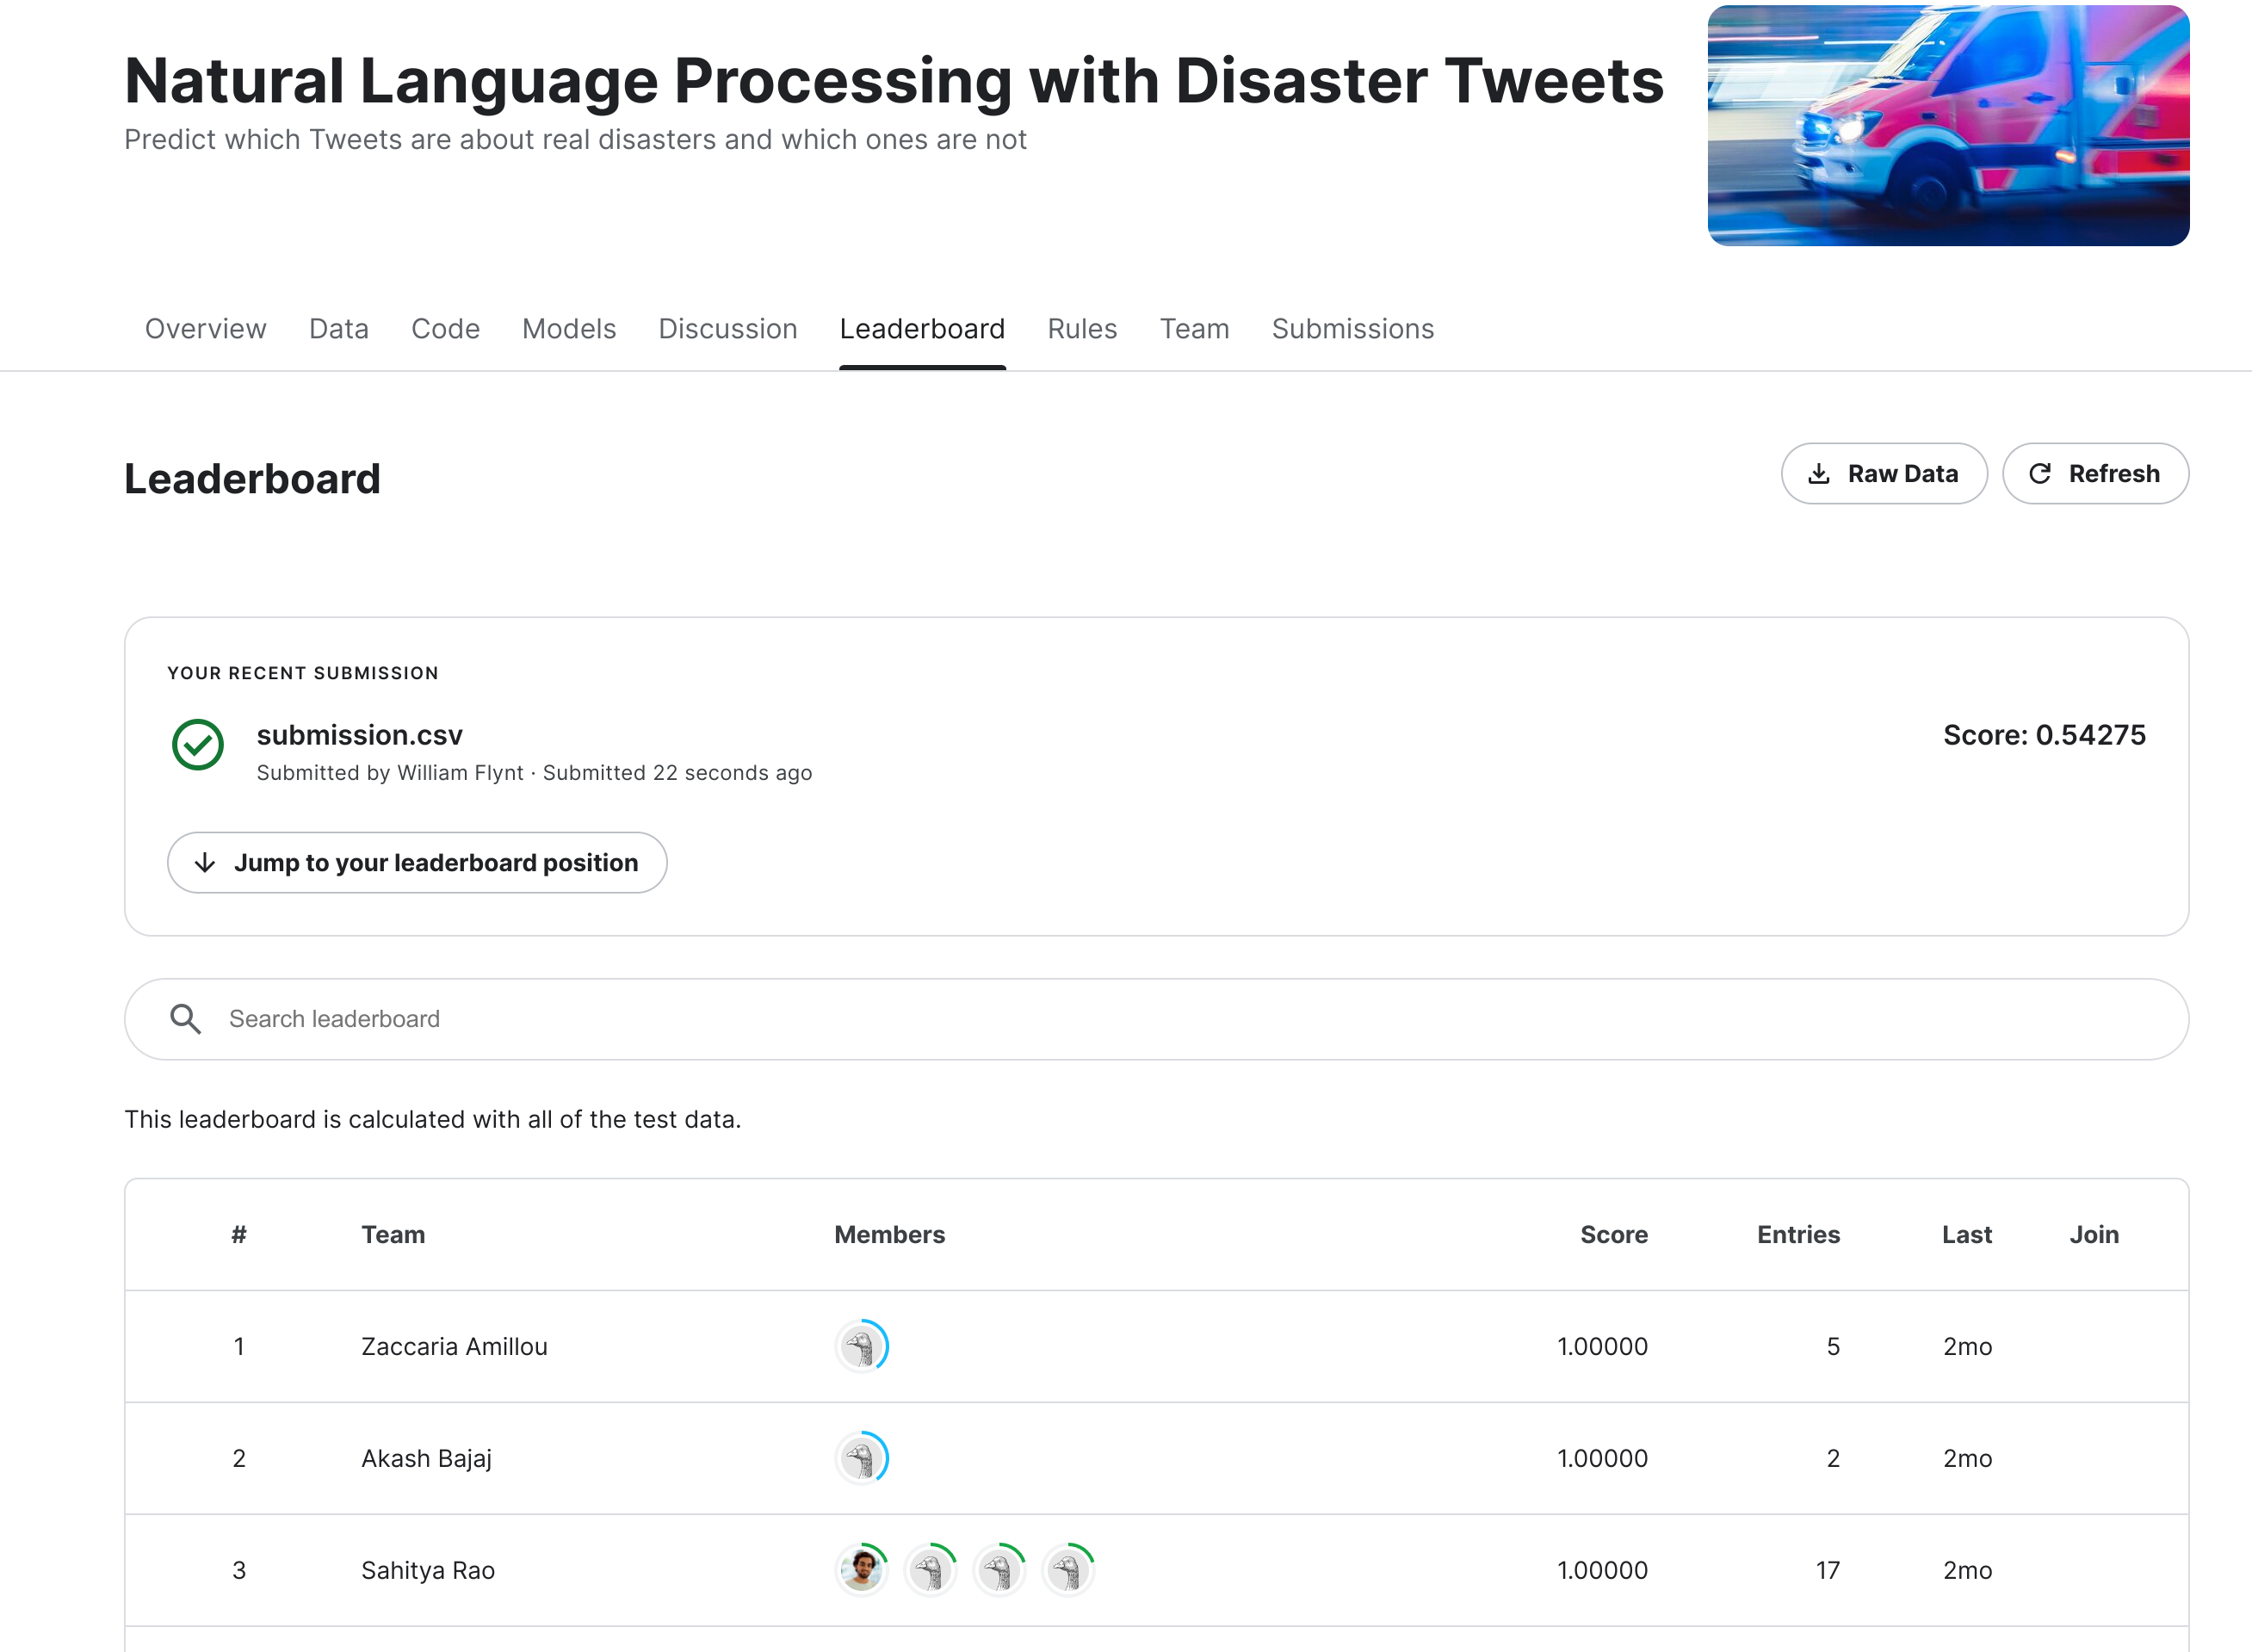 Natural Language Processing with Disaster Tweets
Predict which Tweets are about real disasters and which ones are not
Overview Data Code Models Discussion Leaderboard Rules Team Submissions
Leaderboard
Raw Data Refresh
YOUR RECENT SUBMISSION
submission.csv Score: 0.54275
Submitted by William Flynt · Submitted 22 seconds ago
Jump to your leaderboard position
Search leaderboard
This leaderboard is calculated with all of the test data.
# Team Members Score Entries Last Join
1 Zaccaria Amillou 1.00000 5 2mo
2 Akash Bajaj 1.00000 2 2mo
3 Sahitya Rao 1.00000 17 2mo